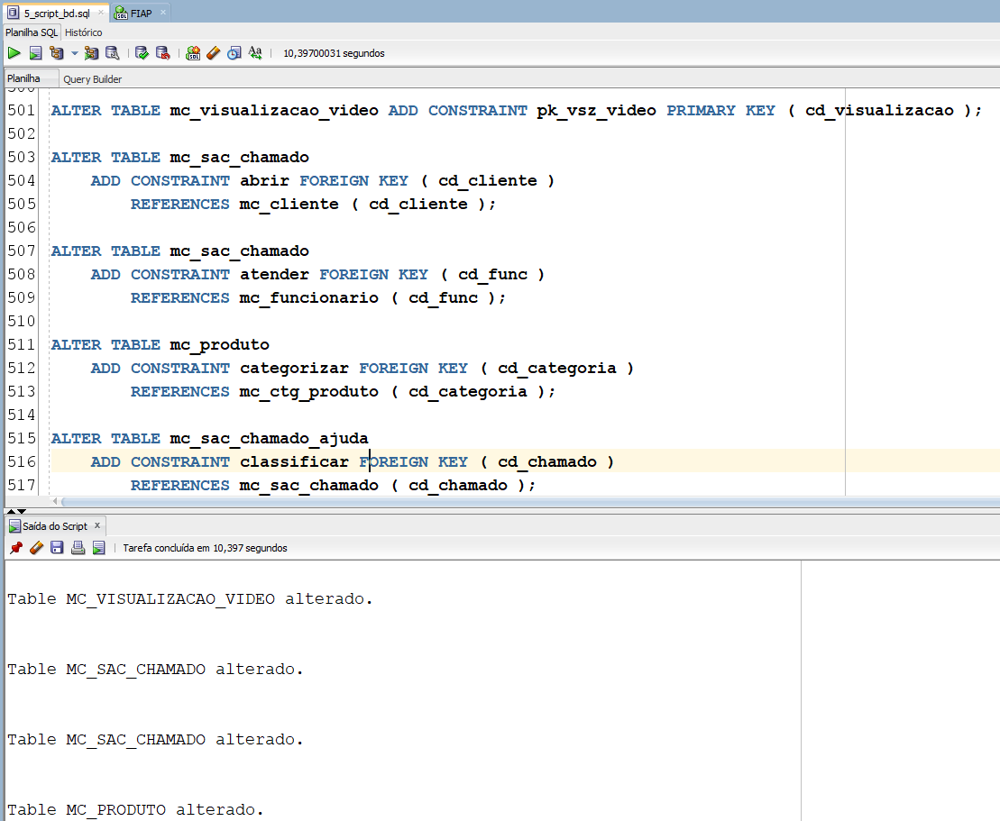 5_script_bd.sql × FIAP ×
Planilha SQL Histórico
10,39700031 segundos
Planilha Query Builder
500
501 ALTER TABLE mc_visualizacao_video ADD CONSTRAINT pk_vsz_video PRIMARY KEY ( cd_visualizacao );
502
503 ALTER TABLE mc_sac_chamado
504 ADD CONSTRAINT abrir FOREIGN KEY ( cd_cliente )
505 REFERENCES mc_cliente ( cd_cliente );
506
507 ALTER TABLE mc_sac_chamado
508 ADD CONSTRAINT atender FOREIGN KEY ( cd_func )
509 REFERENCES mc_funcionario ( cd_func );
510
511 ALTER TABLE mc_produto
512 ADD CONSTRAINT categorizar FOREIGN KEY ( cd_categoria )
513 REFERENCES mc_ctg_produto ( cd_categoria );
514
515 ALTER TABLE mc_sac_chamado_ajuda
516 ADD CONSTRAINT classificar FOREIGN KEY ( cd_chamado )
517 REFERENCES mc_sac_chamado ( cd_chamado );
Saída do Script ×
Tarefa concluída em 10,397 segundos
Table MC_VISUALIZACAO_VIDEO alterado.
Table MC_SAC_CHAMADO alterado.
Table MC_SAC_CHAMADO alterado.
Table MC_PRODUTO alterado.